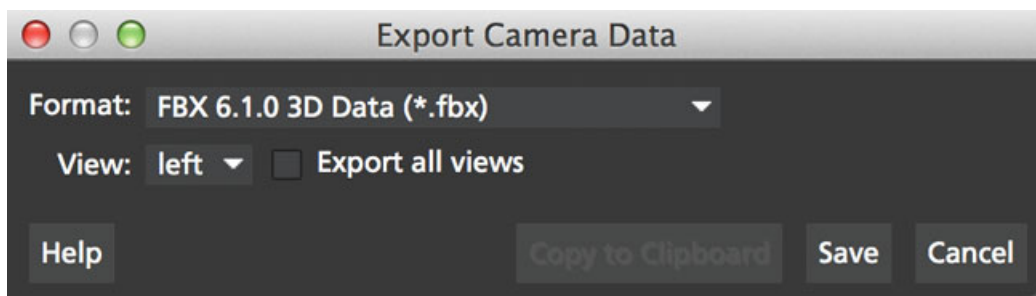 Export Camera Data
Format: FBX 6.1.0 3D Data (*.fbx)
View: left Export all views
Help Copy to Clipboard Save Cancel